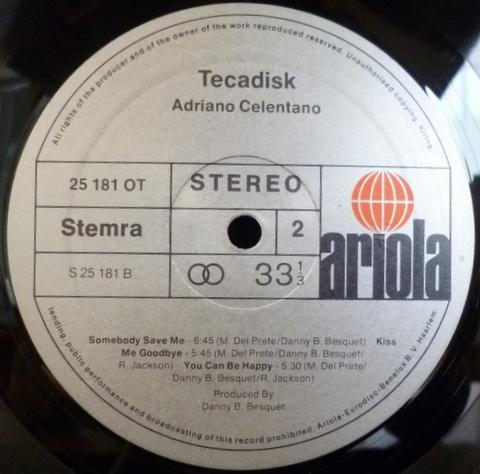 All rights of the producer and of the owner of the work reproduced reserved. Unauthorised copying, hiring,
Tecadisk
Adriano Celentano
25 181 OT
STEREO
Stemra
2
ariola
S 25 181 B
33 1/3
Somebody Save Me - 6:45 (M. Del Prete/Danny B. Besquet) Kiss
Me Goodbye - 5:45 (M. Del Prete/Danny B. Besquet/
R. Jackson) - You Can Be Happy - 5:30 (M. Del Prete/
Danny B. Besquet/R. Jackson)
Produced By
Danny B. Besquet
lending, public performance and broadcasting of this record prohibited. Ariola-Eurodisc-Benelux B.V. Haarlem